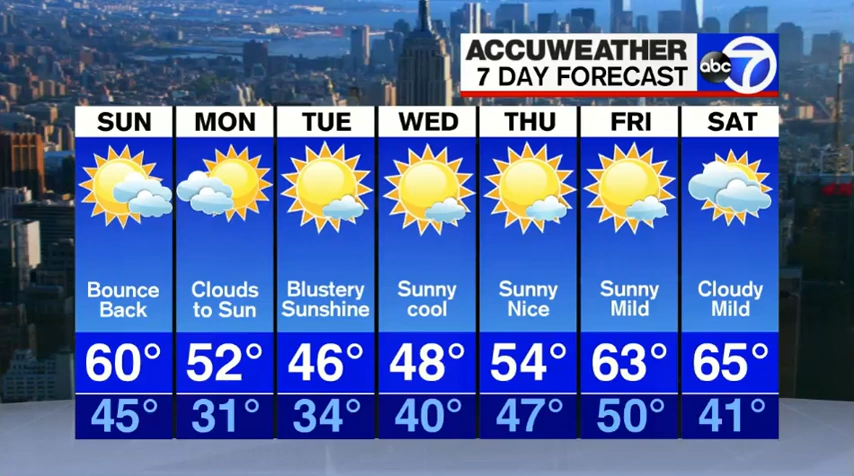 ACCUWEATHER
7 DAY FORECAST
abc 7
SUN MON TUE WED THU FRI SAT
Bounce Back
Clouds to Sun
Blustery Sunshine
Sunny cool
Sunny Nice
Sunny Mild
Cloudy Mild
60° 52° 46° 48° 54° 63° 65°
45° 31° 34° 40° 47° 50° 41°